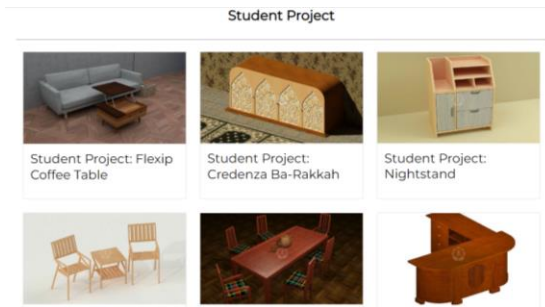 Student Project
Student Project: Flexip
Coffee Table
Student Project:
Credenza Ba-Rakkah
Student Project:
Nightstand